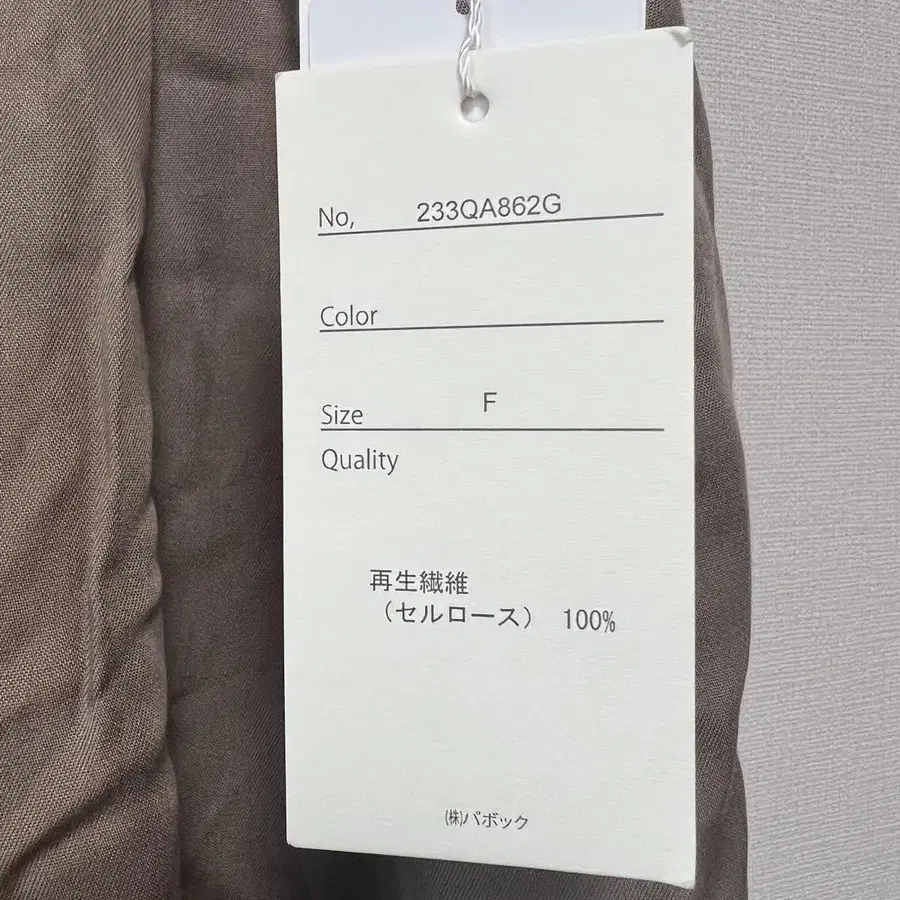 No, 233QA862G
Color
Size F
Quality
再生繊維
（セルロース） 100%
㈱パボック